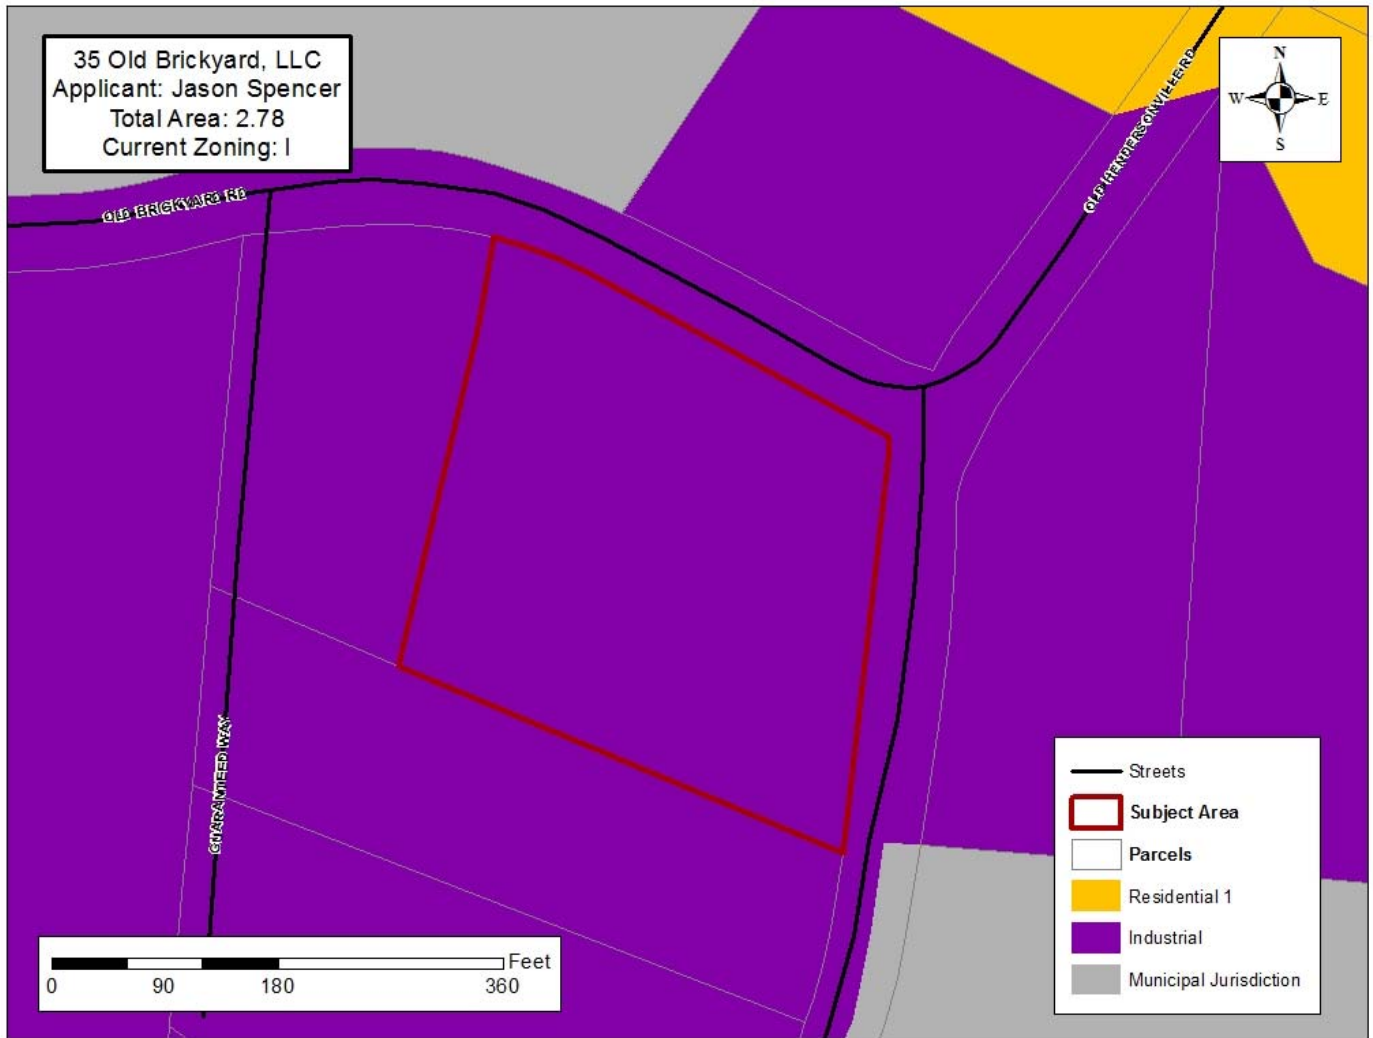 35 Old Brickyard, LLC
Applicant: Jason Spencer
Total Area: 2.78
Current Zoning: I
OLD HENDERSONVILLE RD
N
W E
S
OLD BRICKYARD RD
GUARANTEED WAY
Streets
Subject Area
Parcels
Residential 1
Industrial
Municipal Jurisdiction
Feet
0 90 180 360